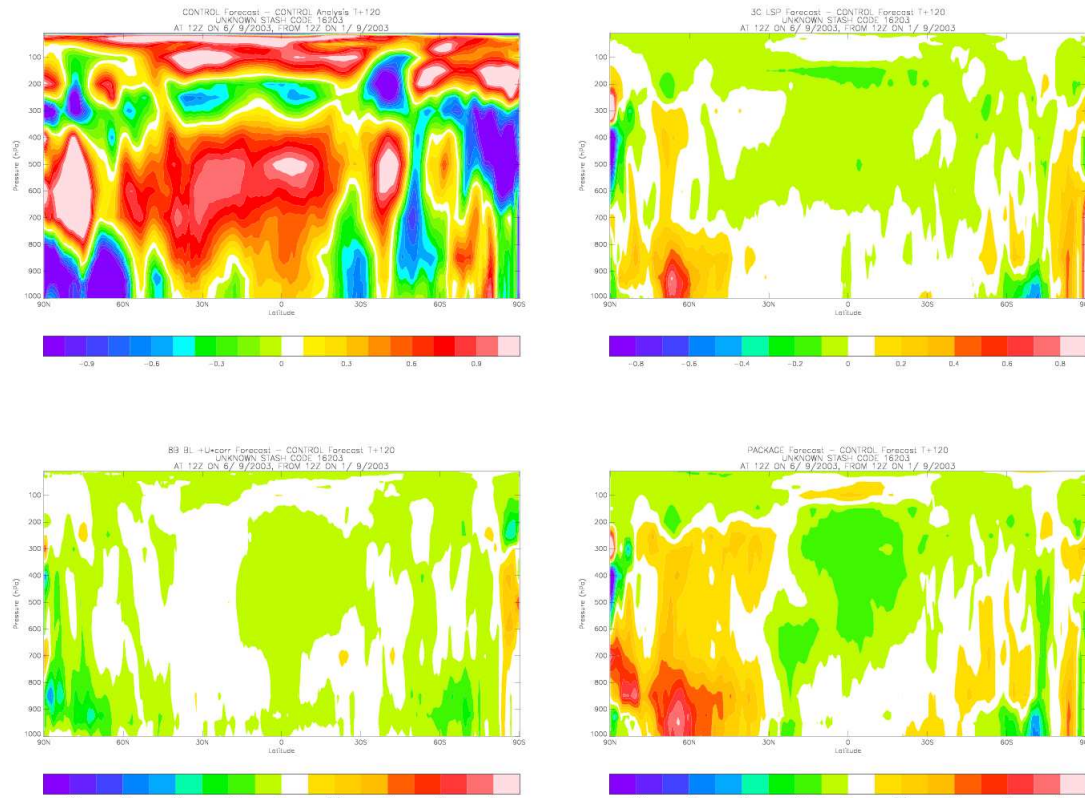 CONTROL Forecast - CONTROL Analysis T+120
UNKNOWN STASH CODE 16203
AT 12Z ON 6/ 9/2003, FROM 12Z ON 1/ 9/2003
Pressure (hPa)
100
200
300
400
500
600
700
800
900
1000
90N 60N 30N 0 30S 60S 90S
Latitude
-0.9 -0.6 -0.3 0 0.3 0.6 0.9
3C LSP Forecast - CONTROL Forecast T+120
UNKNOWN STASH CODE 16203
AT 12Z ON 6/ 9/2003, FROM 12Z ON 1/ 9/2003
Pressure (hPa)
100
200
300
400
500
600
700
800
900
1000
90N 60N 30N 0 30S 60S 90S
Latitude
-0.8 -0.6 -0.4 -0.2 0 0.2 0.4 0.6 0.8
8B BL +U*corr Forecast - CONTROL Forecast T+120
UNKNOWN STASH CODE 16203
AT 12Z ON 6/ 9/2003, FROM 12Z ON 1/ 9/2003
Pressure (hPa)
100
200
300
400
500
600
700
800
900
1000
90N 60N 30N 0 30S 60S 90S
Latitude
PACKAGE Forecast - CONTROL Forecast T+120
UNKNOWN STASH CODE 16203
AT 12Z ON 6/ 9/2003, FROM 12Z ON 1/ 9/2003
Pressure (hPa)
100
200
300
400
500
600
700
800
900
1000
90N 60N 30N 0 30S 60S 90S
Latitude